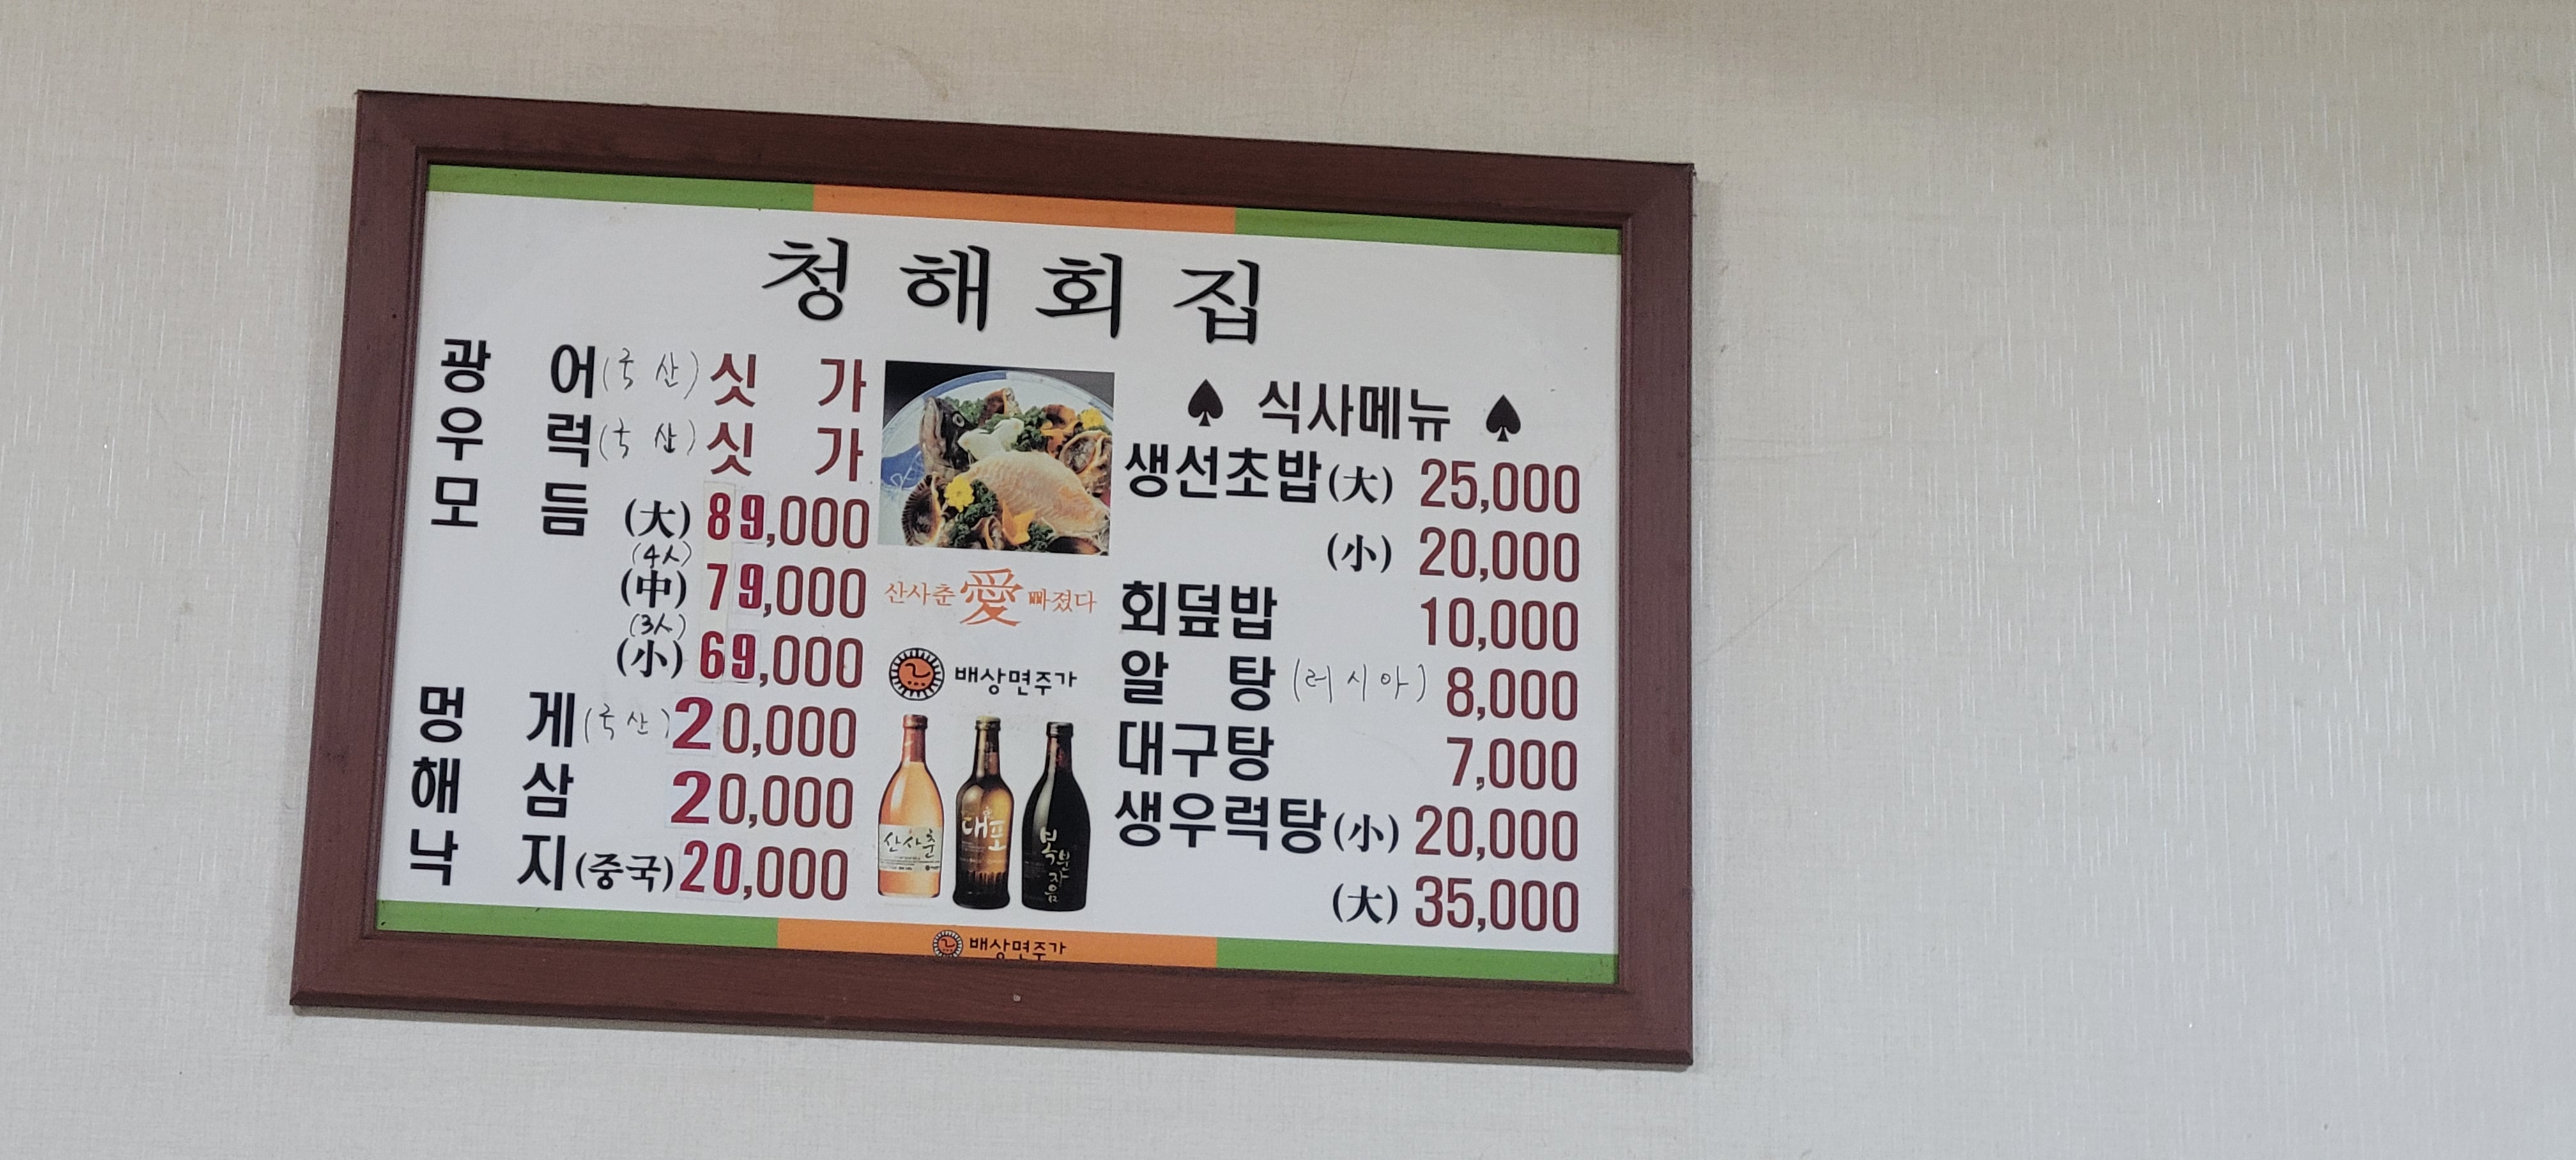 청해회집
광어(국산) 싯가
우럭(국산) 싯가
모듬 (大) 89,000
(4人)
(中) 79,000
(3人)
(小) 69,000
멍게(국산) 20,000
해삼 20,000
낙지(중국) 20,000
산사춘 愛 빠졌다
배상면주가
산사춘
대포
복분자음
♠ 식사메뉴 ♠
생선초밥(大) 25,000
(小) 20,000
회덮밥 10,000
알탕 (러시아) 8,000
대구탕 7,000
생우럭탕(小) 20,000
(大) 35,000
배상면주가